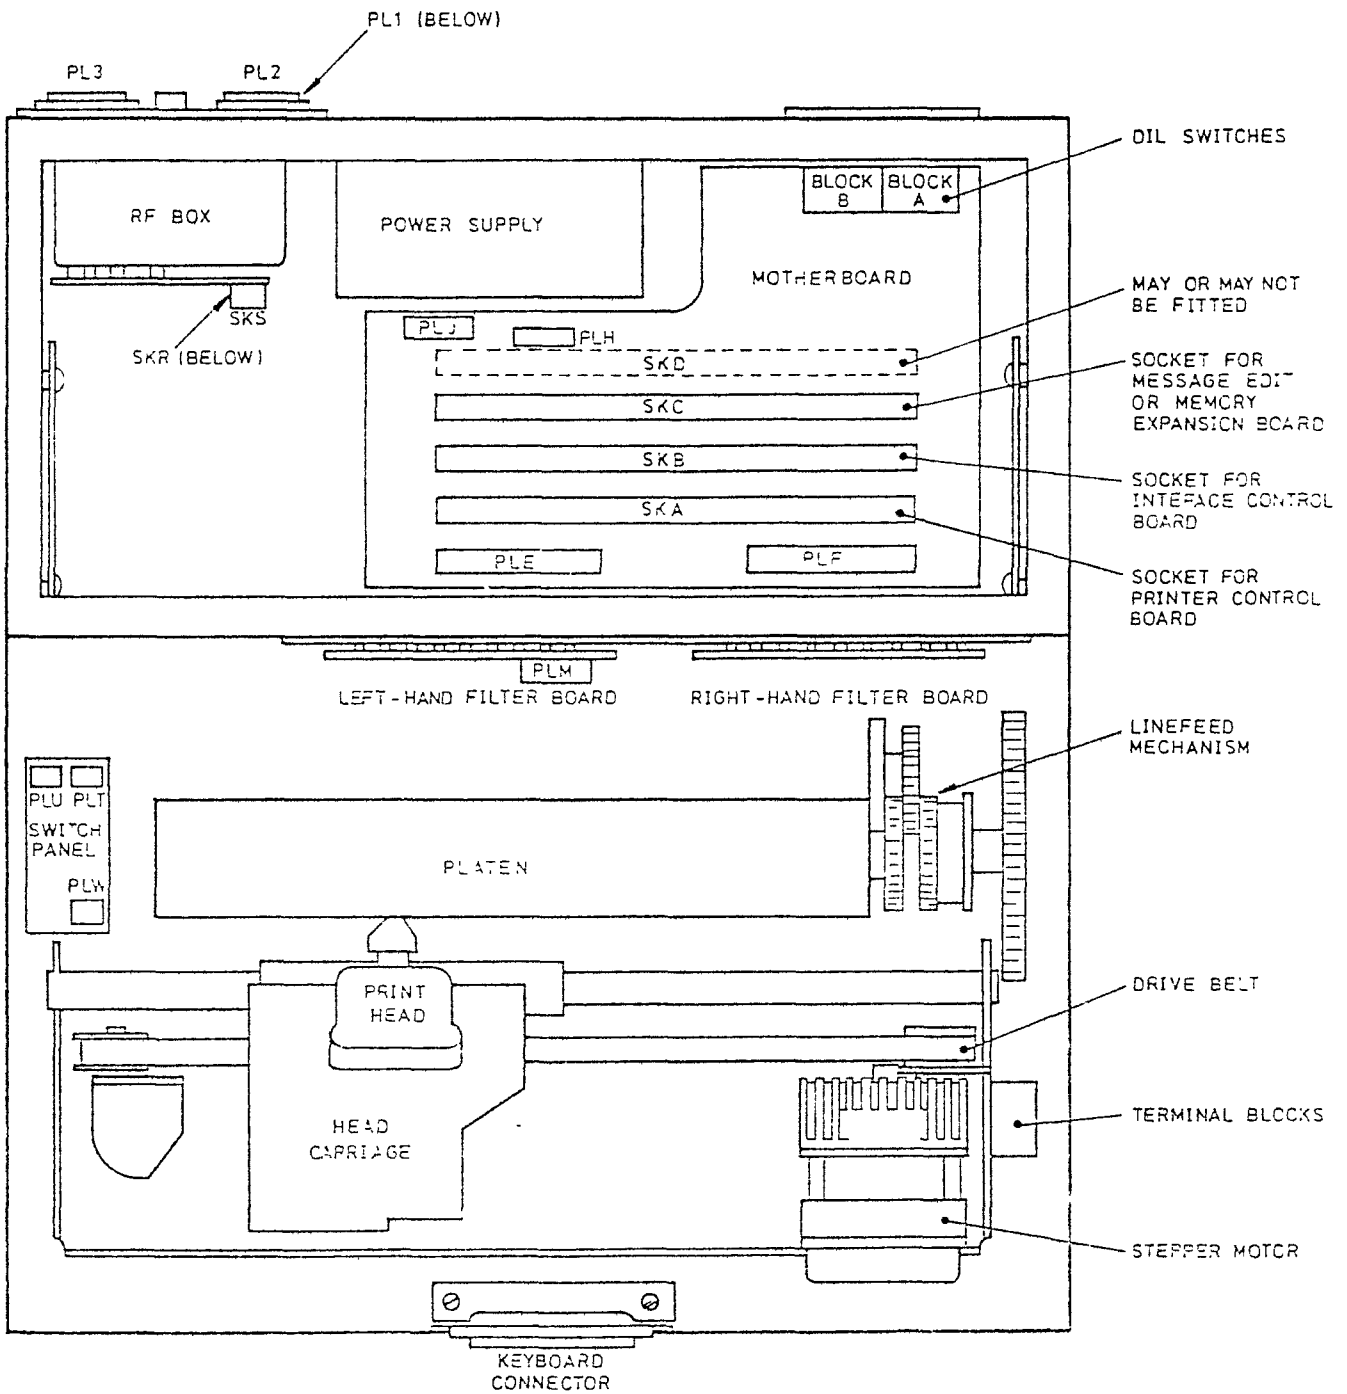 PL1 (BELOW)
PL3
PL2
DIL SWITCHES
BLOCK B
BLOCK A
RF BOX
POWER SUPPLY
MOTHERBOARD
MAY OR MAY NOT
BE FITTED
SKS
SKR (BELOW)
PLJ
PLH
SKD
SOCKET FOR
MESSAGE EDIT
OR MEMORY
EXPANSION BOARD
SKC
SKB
SOCKET FOR
INTEFACE CONTROL
BOARD
SKA
PLE
PLF
SOCKET FOR
PRINTER CONTROL
BOARD
PLM
LEFT-HAND FILTER BOARD
RIGHT-HAND FILTER BOARD
LINEFEED
MECHANISM
PLU PLT
SWITCH
PANEL
PLW
PLATEN
PRINT
HEAD
DRIVE BELT
HEAD
CARRIAGE
TERMINAL BLOCKS
STEPPER MOTOR
KEYBOARD
CONNECTOR